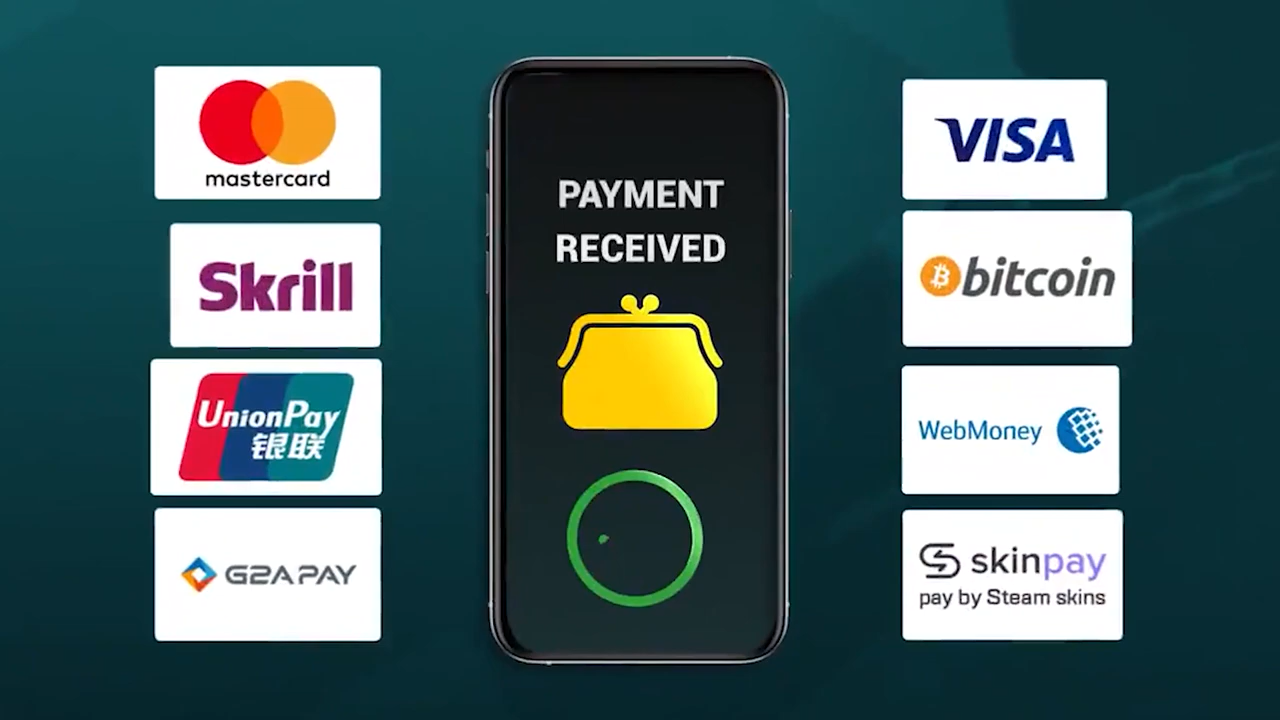 mastercard
Skrill
UnionPay
银联
G2A PAY
PAYMENT
RECEIVED
VISA
bitcoin
WebMoney
skinpay
pay by Steam skins